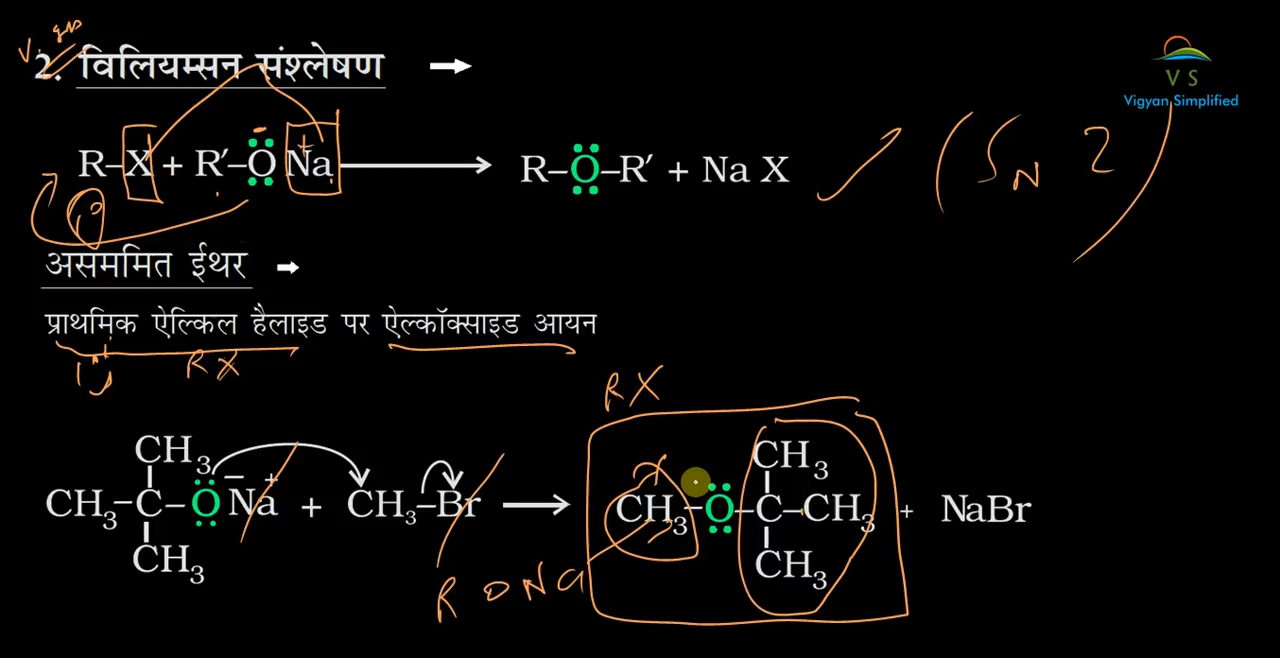 2. विलियम्सन संश्लेषण →
V S
Vigyan Simplified
R–X + R′–O Na → R–O–R′ + Na X
(SN 2)
1°
असममित ईथर →
प्राथमिक ऐल्किल हैलाइड पर ऐल्कॉक्साइड आयन
RX
RX
CH₃ CH₃
CH₃–C–O⁻Na⁺ + CH₃–Br → CH₃–O–C–CH₃ + NaBr
CH₃ CH₃
R O Na